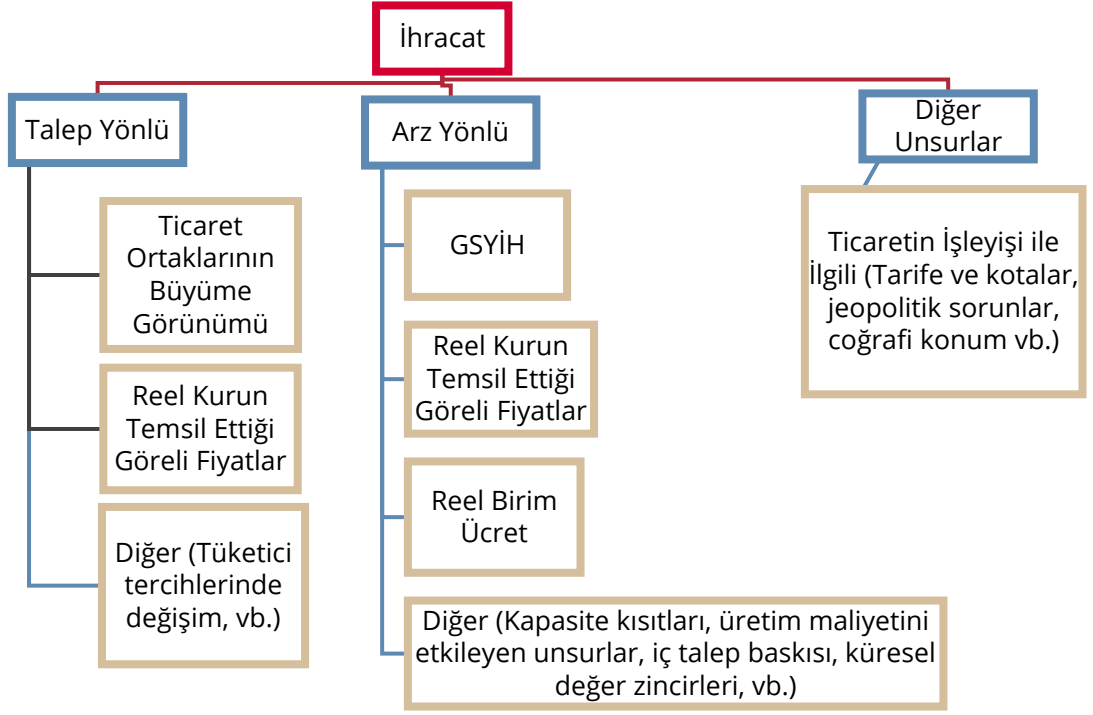 İhracat
Talep Yönlü
Ticaret
Ortaklarının
Büyüme
Görünümü
Reel Kurun
Temsil Ettiği
Göreli Fiyatlar
Diğer (Tüketici
tercihlerinde
değişim, vb.)
Arz Yönlü
GSYİH
Reel Kurun
Temsil Ettiği
Göreli Fiyatlar
Reel Birim
Ücret
Diğer (Kapasite kısıtları, üretim maliyetini
etkileyen unsurlar, iç talep baskısı, küresel
değer zincirleri, vb.)
Diğer
Unsurlar
Ticaretin İşleyişi ile
İlgili (Tarife ve kotalar,
jeopolitik sorunlar,
coğrafi konum vb.)